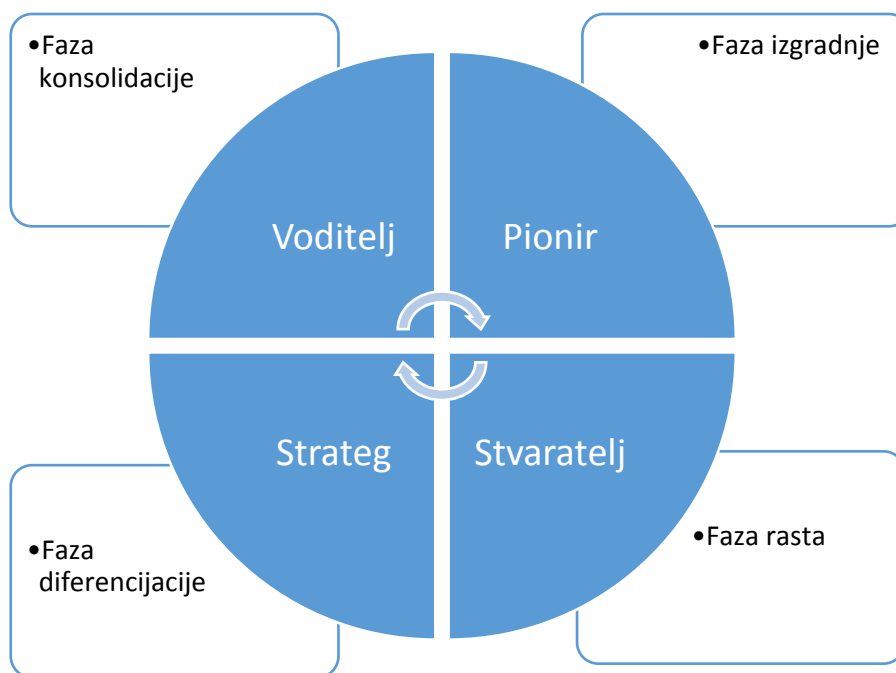 •Faza
konsolidacije
•Faza izgradnje
Voditelj
Pionir
Strateg
Stvaratelj
•Faza
diferencijacije
•Faza rasta